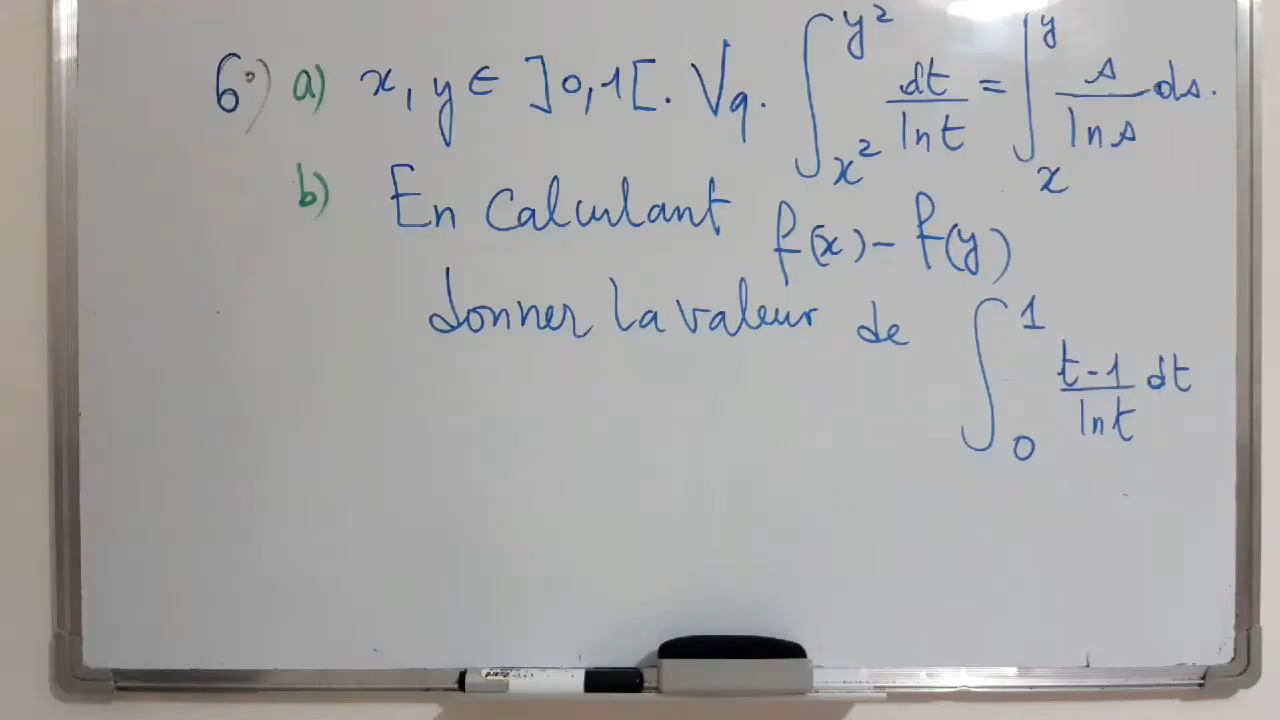 6°) a) x, y ∈ ]0,1[. Vq. ∫_{x²}^{y²} dt/ln t = ∫_x^y s/ln s ds.
b) En Calculant f(x) - f(y)
donner la valeur de ∫_0^1 (t-1)/ln t dt